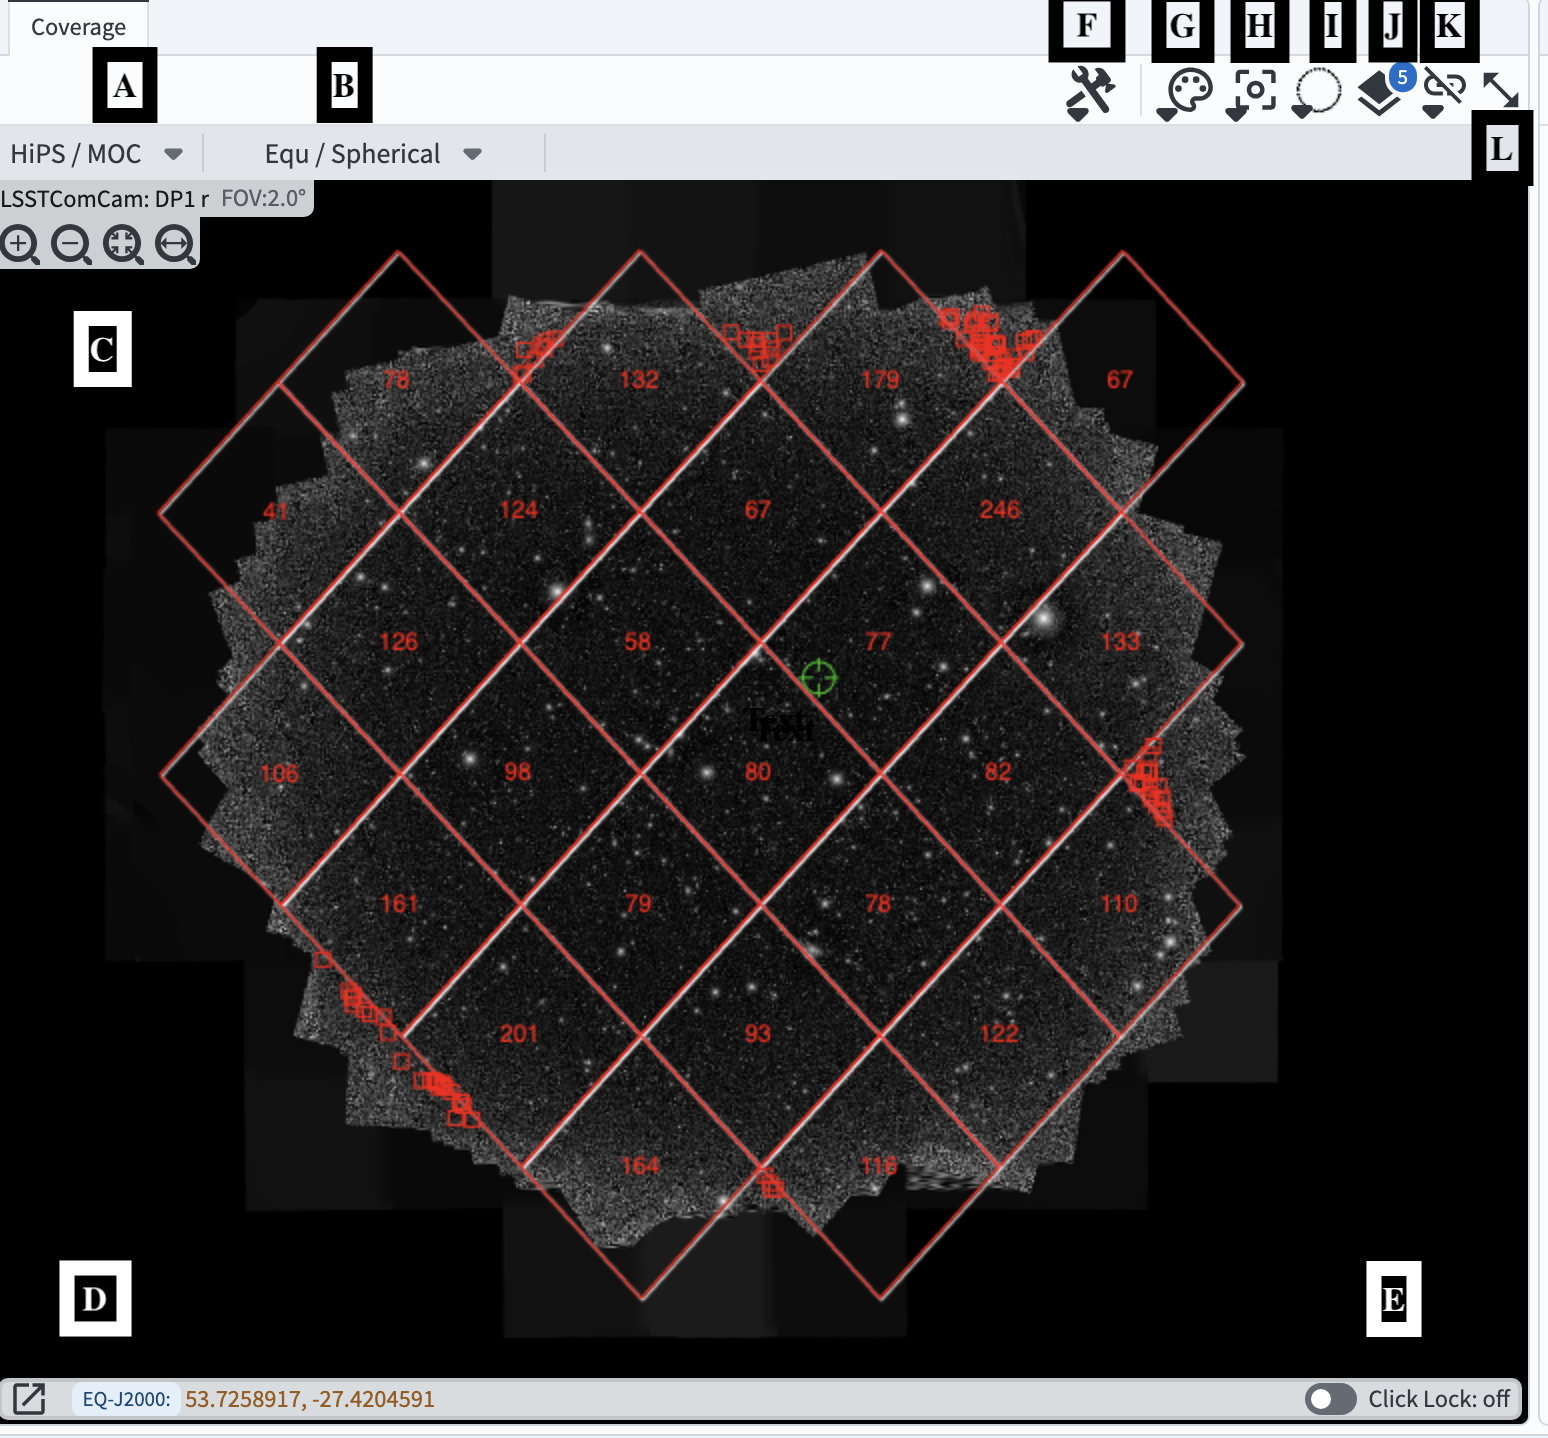 Coverage
F G H I J K
A B
5
L
HiPS / MOC Equ / Spherical
LSSTComCam: DP1 r FOV:2.0°
C
78 132 179 67
41 124 67 246
126 58 77 133
Text
Text
106 98 80 82
161 79 78 110
201 93 122
164 116
D E
EQ-J2000: 53.7258917, -27.4204591 Click Lock: off